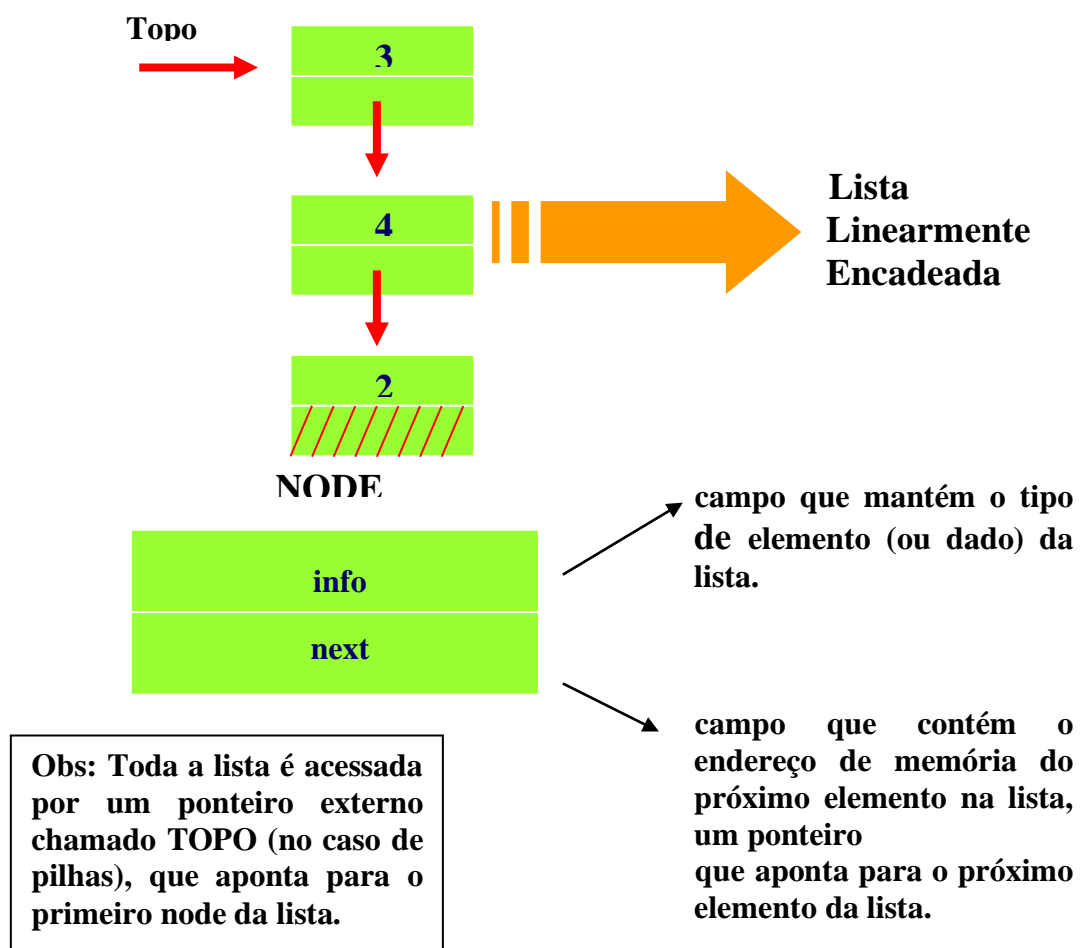 Topo
3
4
Lista
Linearmente
Encadeada
2
NODE
info
next
campo que mantém o tipo
de elemento (ou dado) da
lista.
campo que contém o
endereço de memória do
próximo elemento na lista,
um ponteiro
que aponta para o próximo
elemento da lista.
Obs: Toda a lista é acessada
por um ponteiro externo
chamado TOPO (no caso de
pilhas), que aponta para o
primeiro node da lista.